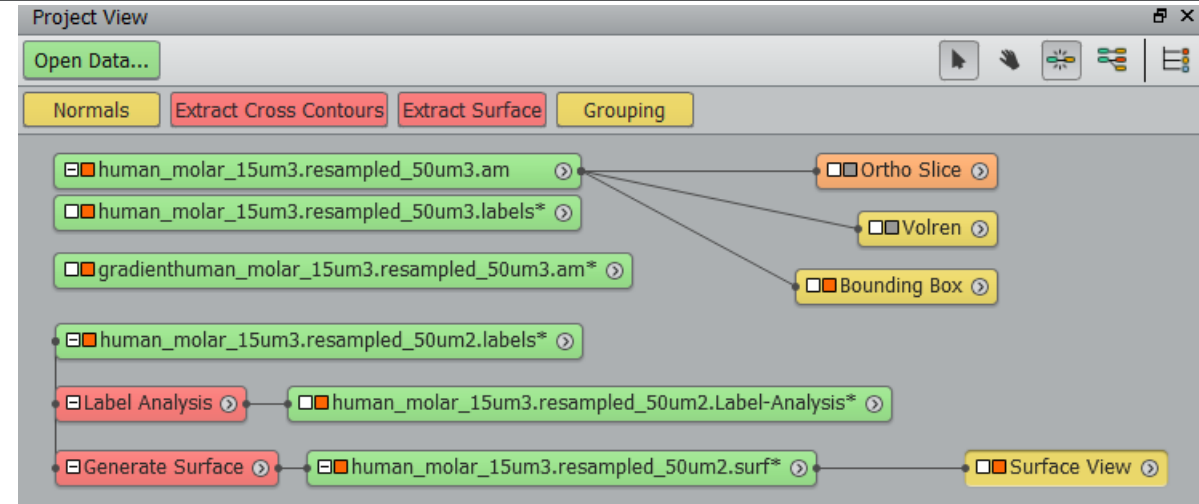 Project View
Open Data...
Normals Extract Cross Contours Extract Surface Grouping
human_molar_15um3.resampled_50um3.am Ortho Slice
human_molar_15um3.resampled_50um3.labels*
Volren
gradienthuman_molar_15um3.resampled_50um3.am*
Bounding Box
human_molar_15um3.resampled_50um2.labels*
Label Analysis human_molar_15um3.resampled_50um2.Label-Analysis*
Generate Surface human_molar_15um3.resampled_50um2.surf* Surface View